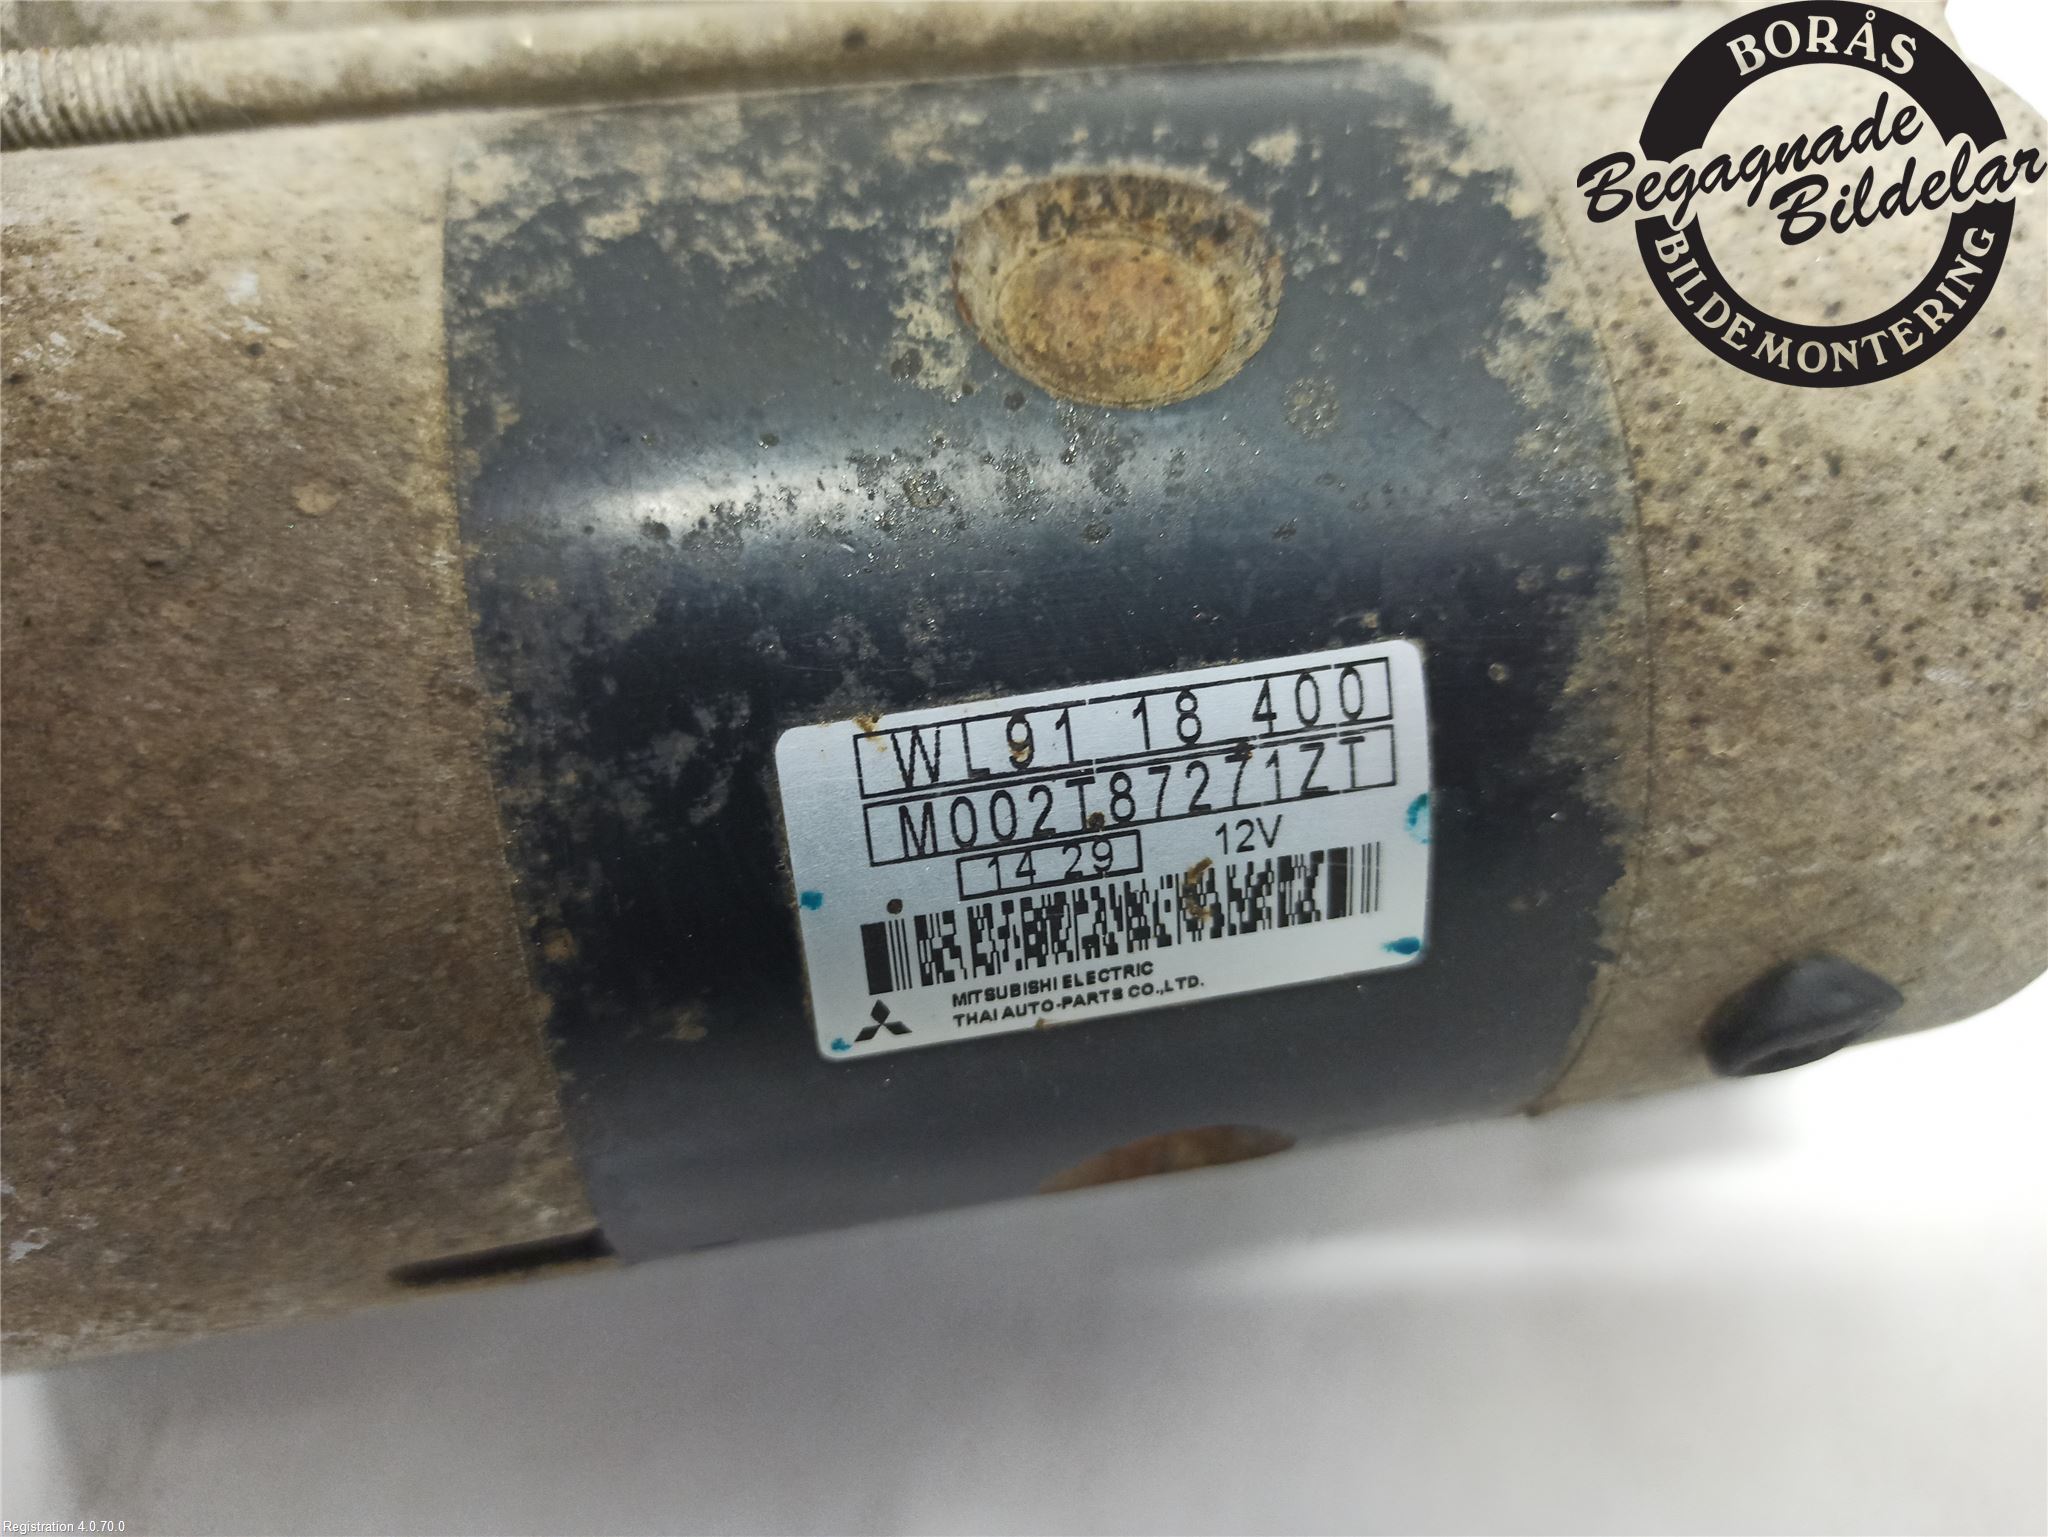 BORÅS
Begagnade
Bildelar
BILDEMONTERING
WL91 18 400
M002T87271ZT
14 29 12V
MITSUBISHI ELECTRIC
THAI AUTO-PARTS CO.,LTD.
Registration 4.0.70.0